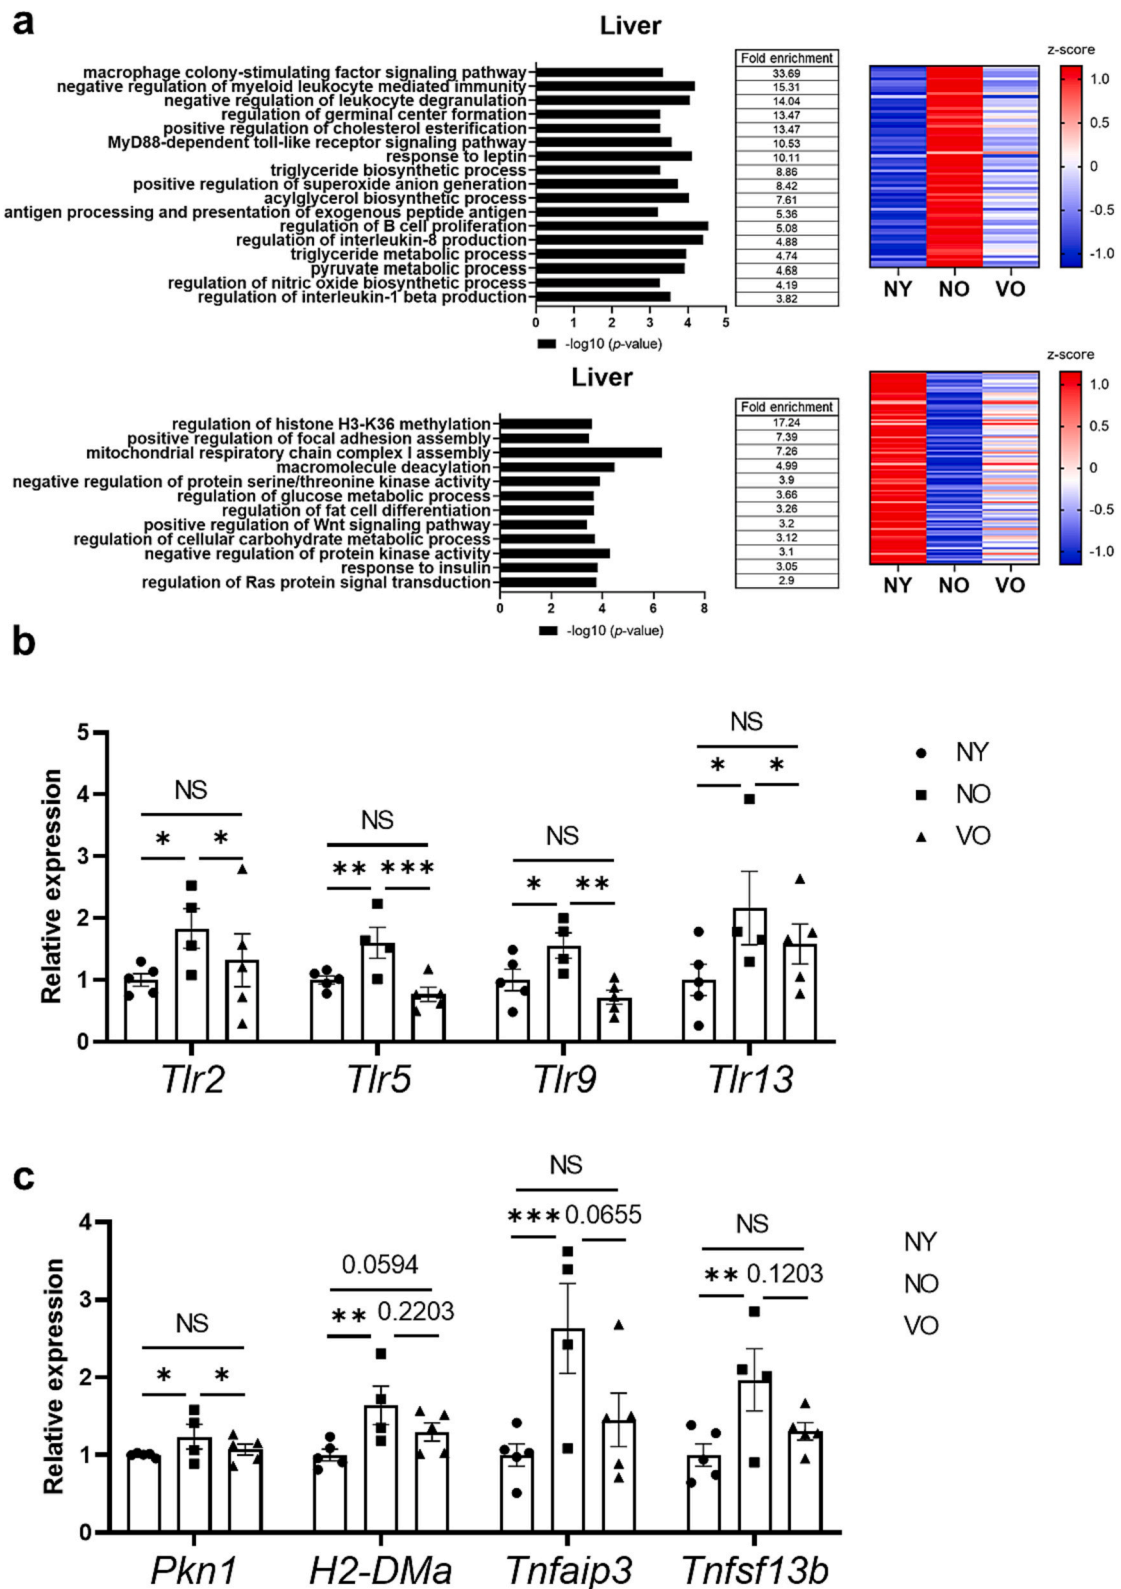 a
Liver
Fold enrichment
macrophage colony-stimulating factor signaling pathway 33.69
negative regulation of myeloid leukocyte mediated immunity 15.31
negative regulation of leukocyte degranulation 14.04
regulation of germinal center formation 13.47
positive regulation of cholesterol esterification 13.47
MyD88-dependent toll-like receptor signaling pathway 10.53
response to leptin 10.11
triglyceride biosynthetic process 8.86
positive regulation of superoxide anion generation 8.42
acylglycerol biosynthetic process 7.61
antigen processing and presentation of exogenous peptide antigen 5.36
regulation of B cell proliferation 5.08
regulation of interleukin-8 production 4.88
triglyceride metabolic process 4.74
pyruvate metabolic process 4.68
regulation of nitric oxide biosynthetic process 4.19
regulation of interleukin-1 beta production 3.82
0 1 2 3 4 5
-log10 (p-value)
z-score
1.0
0.5
0
-0.5
-1.0
NY NO VO
Liver
Fold enrichment
regulation of histone H3-K36 methylation 17.24
positive regulation of focal adhesion assembly 7.39
mitochondrial respiratory chain complex I assembly 7.26
macromolecule deacylation 4.99
negative regulation of protein serine/threonine kinase activity 3.9
regulation of glucose metabolic process 3.66
regulation of fat cell differentiation 3.26
positive regulation of Wnt signaling pathway 3.2
regulation of cellular carbohydrate metabolic process 3.12
negative regulation of protein kinase activity 3.1
response to insulin 3.05
regulation of Ras protein signal transduction 2.9
0 2 4 6 8
-log10 (p-value)
z-score
1.0
0.5
0
-0.5
-1.0
NY NO VO
b
Relative expression
5
4
3
2
1
0
NS
* *
NS
** ***
NS
* **
NS
* *
Tlr2 Tlr5 Tlr9 Tlr13
NY
NO
VO
c
Relative expression
4
3
2
1
0
NS
* *
0.0594
** 0.2203
NS
*** 0.0655
NS
** 0.1203
Pkn1 H2-DMa Tnfaip3 Tnfsf13b
NY
NO
VO